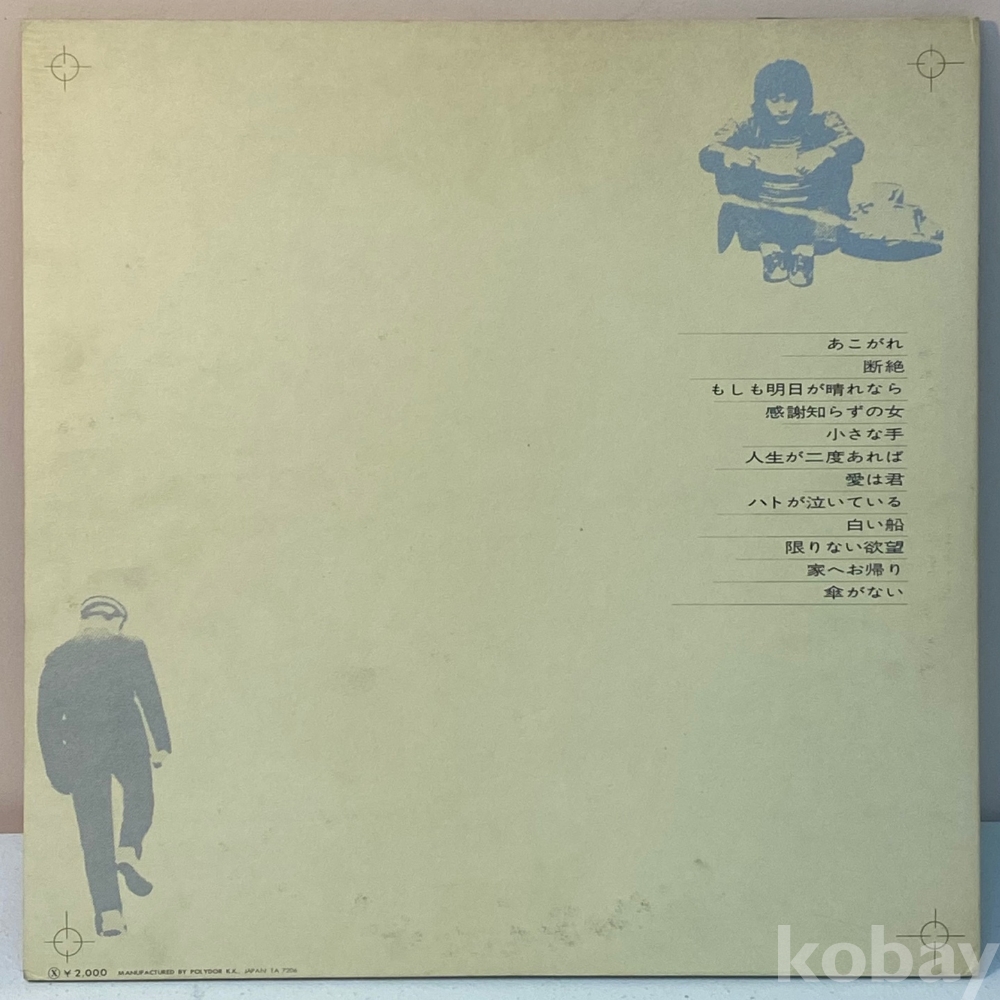 あこがれ
断絶
もしも明日が晴れなら
感謝知らずの女
小さな手
人生が二度あれば
愛は君
ハトが泣いている
白い船
限りない欲望
家へお帰り
傘がない
Ⓧ ¥2,000 MANUFACTURED BY POLYDOR K.K., JAPAN 1A 7206
kobay